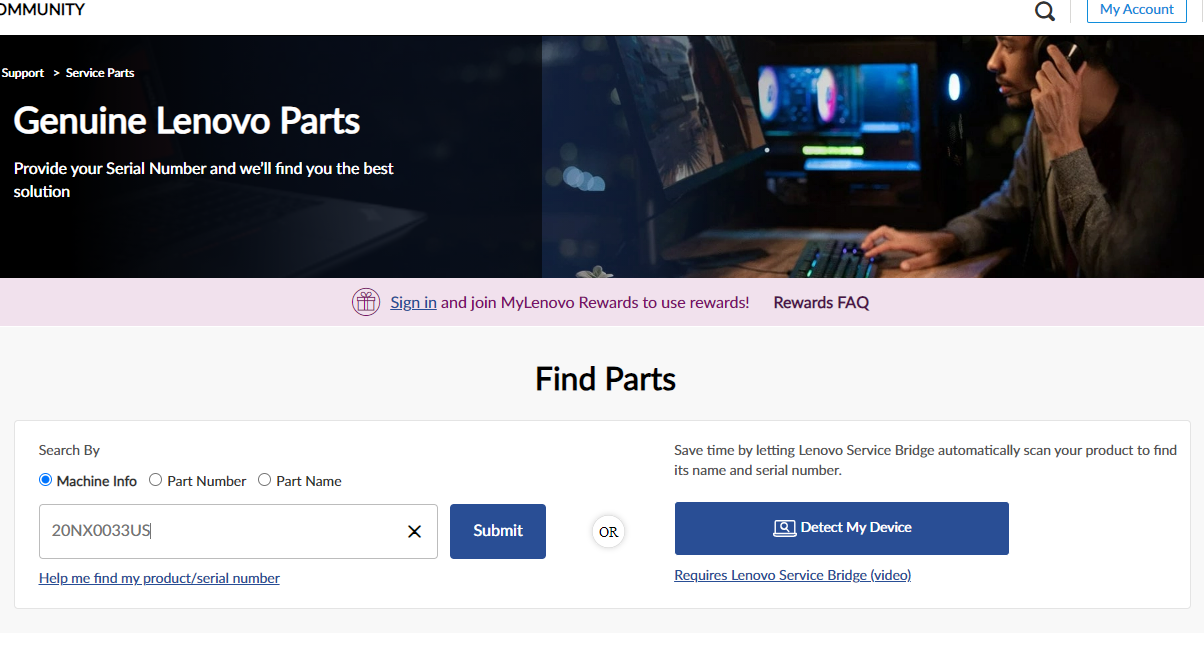 OMMUNITY
My Account
Support > Service Parts
Genuine Lenovo Parts
Provide your Serial Number and we'll find you the best
solution
Sign in and join MyLenovo Rewards to use rewards! Rewards FAQ
Find Parts
Search By
Machine Info Part Number Part Name
20NX0033US
Submit
Help me find my product/serial number
OR
Save time by letting Lenovo Service Bridge automatically scan your product to find
its name and serial number.
Detect My Device
Requires Lenovo Service Bridge (video)